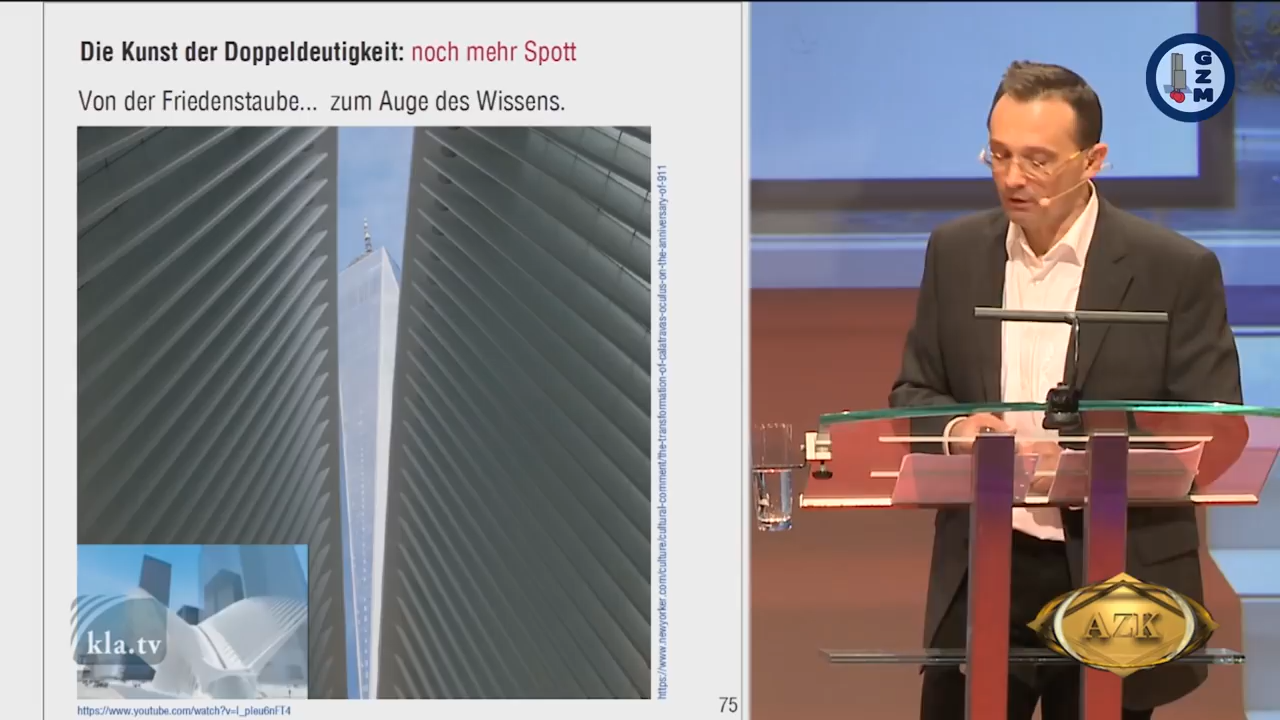 Die Kunst der Doppeldeutigkeit: noch mehr Spott
Von der Friedenstaube... zum Auge des Wissens.
https://www.newyorker.com/culture/cultural-comment/the-transformation-of-calatravas-oculus-on-the-anniversary-of-911
kla.tv
https://www.youtube.com/watch?v=I_pleu6nFT4
75
GZM
AZK